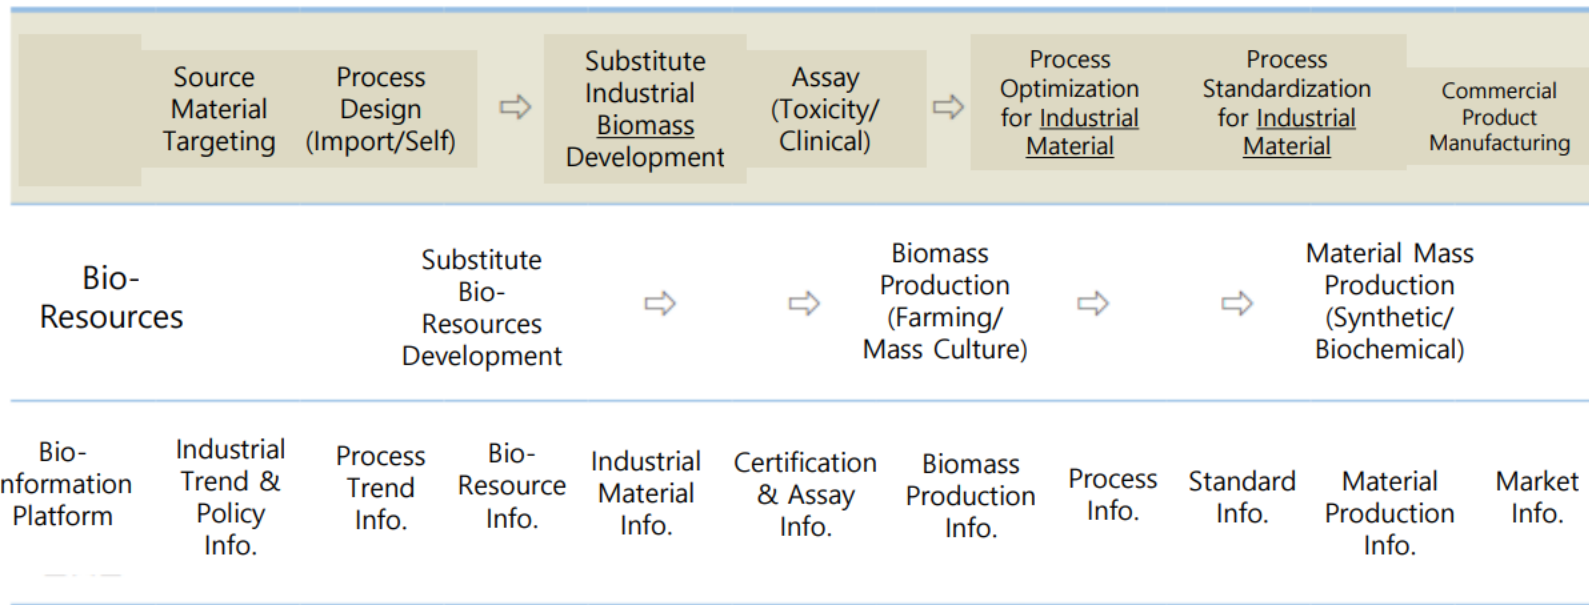 Source
Material
Targeting
Process
Design
(Import/Self)
Substitute
Industrial
Biomass
Development
Assay
(Toxicity/
Clinical)
Process
Optimization
for Industrial
Material
Process
Standardization
for Industrial
Material
Commercial
Product
Manufacturing
Bio-
Resources
Substitute
Bio-
Resources
Development
Biomass
Production
(Farming/
Mass Culture)
Material Mass
Production
(Synthetic/
Biochemical)
Bio-
nformation
Platform
Industrial
Trend &
Policy
Info.
Process
Trend
Info.
Bio-
Resource
Info.
Industrial
Material
Info.
Certification
& Assay
Info.
Biomass
Production
Info.
Process
Info.
Standard
Info.
Material
Production
Info.
Market
Info.